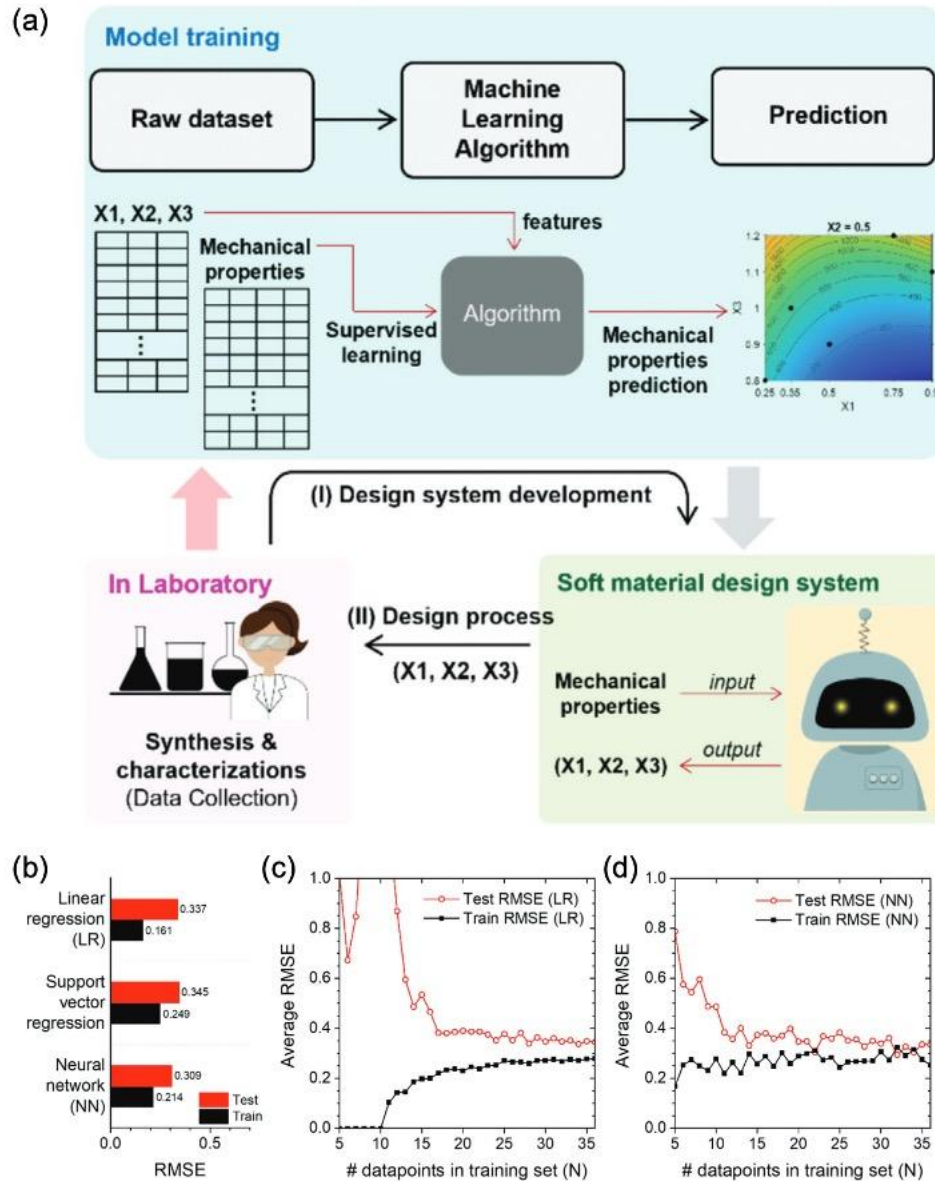 (a)
Model training
Raw dataset
Machine
Learning
Algorithm
Prediction
X1, X2, X3
features
Mechanical
properties
Supervised
learning
Algorithm
Mechanical
properties
prediction
X2 = 0.5
1.2
1.1
1
0.9
0.8
X3
0.25 0.35 0.5 0.75
X1
(I) Design system development
In Laboratory
Synthesis &
characterizations
(Data Collection)
(II) Design process
(X1, X2, X3)
Soft material design system
Mechanical
properties
input
(X1, X2, X3)
output
(b)
Linear
regression
(LR)
0.337
0.161
Support
vector
regression
0.345
0.249
Neural
network
(NN)
0.309
0.214
Test
Train
0.0 0.5
RMSE
(c)
Test RMSE (LR)
Train RMSE (LR)
Average RMSE
1.0
0.8
0.6
0.4
0.2
0.0
5 10 15 20 25 30 35
# datapoints in training set (N)
(d)
Test RMSE (NN)
Train RMSE (NN)
Average RMSE
1.0
0.8
0.6
0.4
0.2
0.0
5 10 15 20 25 30 35
# datapoints in training set (N)